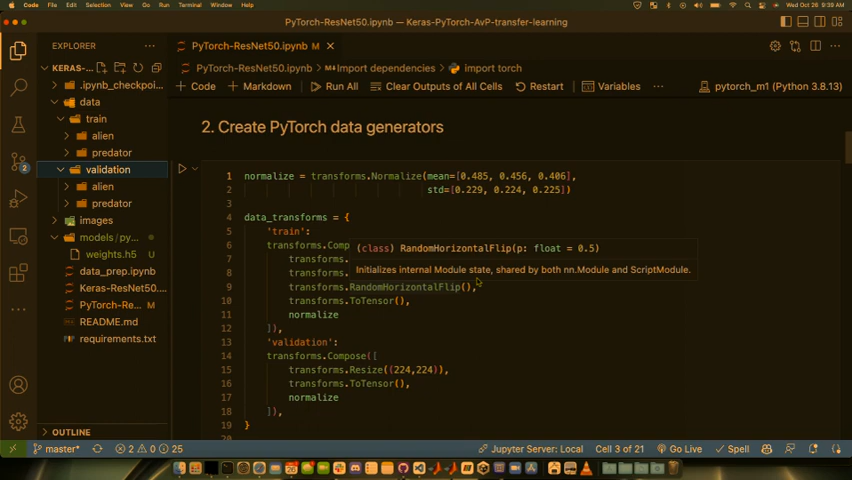 Code File Edit Selection View Go Run Terminal Window Help Wed Oct 26 9:39 AM
PyTorch-ResNet50.ipynb — Keras-PyTorch-AvP-transfer-learning
EXPLORER
PyTorch-ResNet50.ipynb M
KERAS-...
PyTorch-ResNet50.ipynb > Import dependencies > import torch
.ipynb_checkpoin...
+ Code + Markdown Run All Clear Outputs of All Cells Restart Variables ... pytorch_m1 (Python 3.8.13)
data
train
alien
predator
validation
alien
predator
images
models/py...
weights.h5
data_prep.ipynb
Keras-ResNet50...
PyTorch-Re...
README.md
requirements.txt
2. Create PyTorch data generators
1 normalize = transforms.Normalize(mean=[0.485, 0.456, 0.406],
2 std=[0.229, 0.224, 0.225])
3
4 data_transforms = {
5 'train':
6 transforms.Comp
(class) RandomHorizontalFlip(p: float = 0.5)
7 transforms.
8 transforms.
Initializes internal Module state, shared by both nn.Module and ScriptModule.
9 transforms.RandomHorizontalFlip(),
10 transforms.ToTensor(),
11 normalize
12 ]),
13 'validation':
14 transforms.Compose([
15 transforms.Resize((224,224)),
16 transforms.ToTensor(),
17 normalize
18 ]),
19 }
OUTLINE
2
master* 2 0 25 Jupyter Server: Local Cell 3 of 21 Go Live Spell